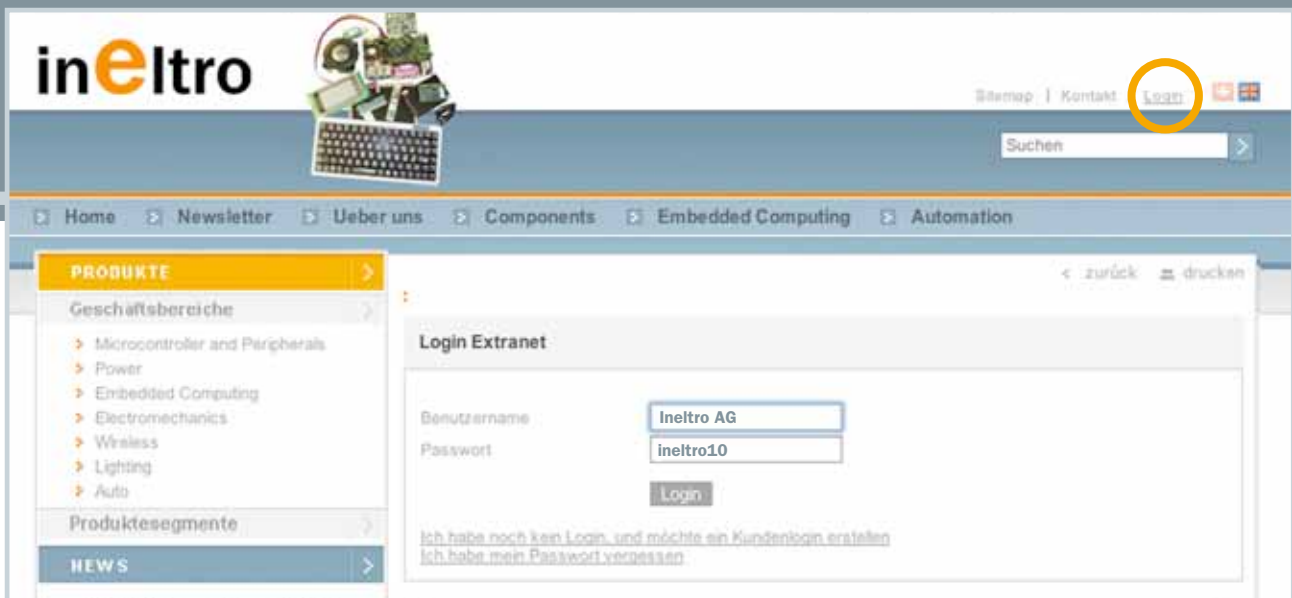 ineltro
Sitemap | Kontakt Login
Suchen
Home Newsletter Ueber uns Components Embedded Computing Automation
PRODUKTE
Geschäftsbereiche
Microcontroller and Peripherals
Power
Embedded Computing
Electromechanics
Wireless
Lighting
Auto
Produktesegmente
NEWS
< zurück drucken
:
Login Extranet
Benutzername Ineltro AG
Passwort ineltro10
Login
Ich habe noch kein Login, und möchte ein Kundenlogin erstellen
Ich habe mein Passwort vergessen